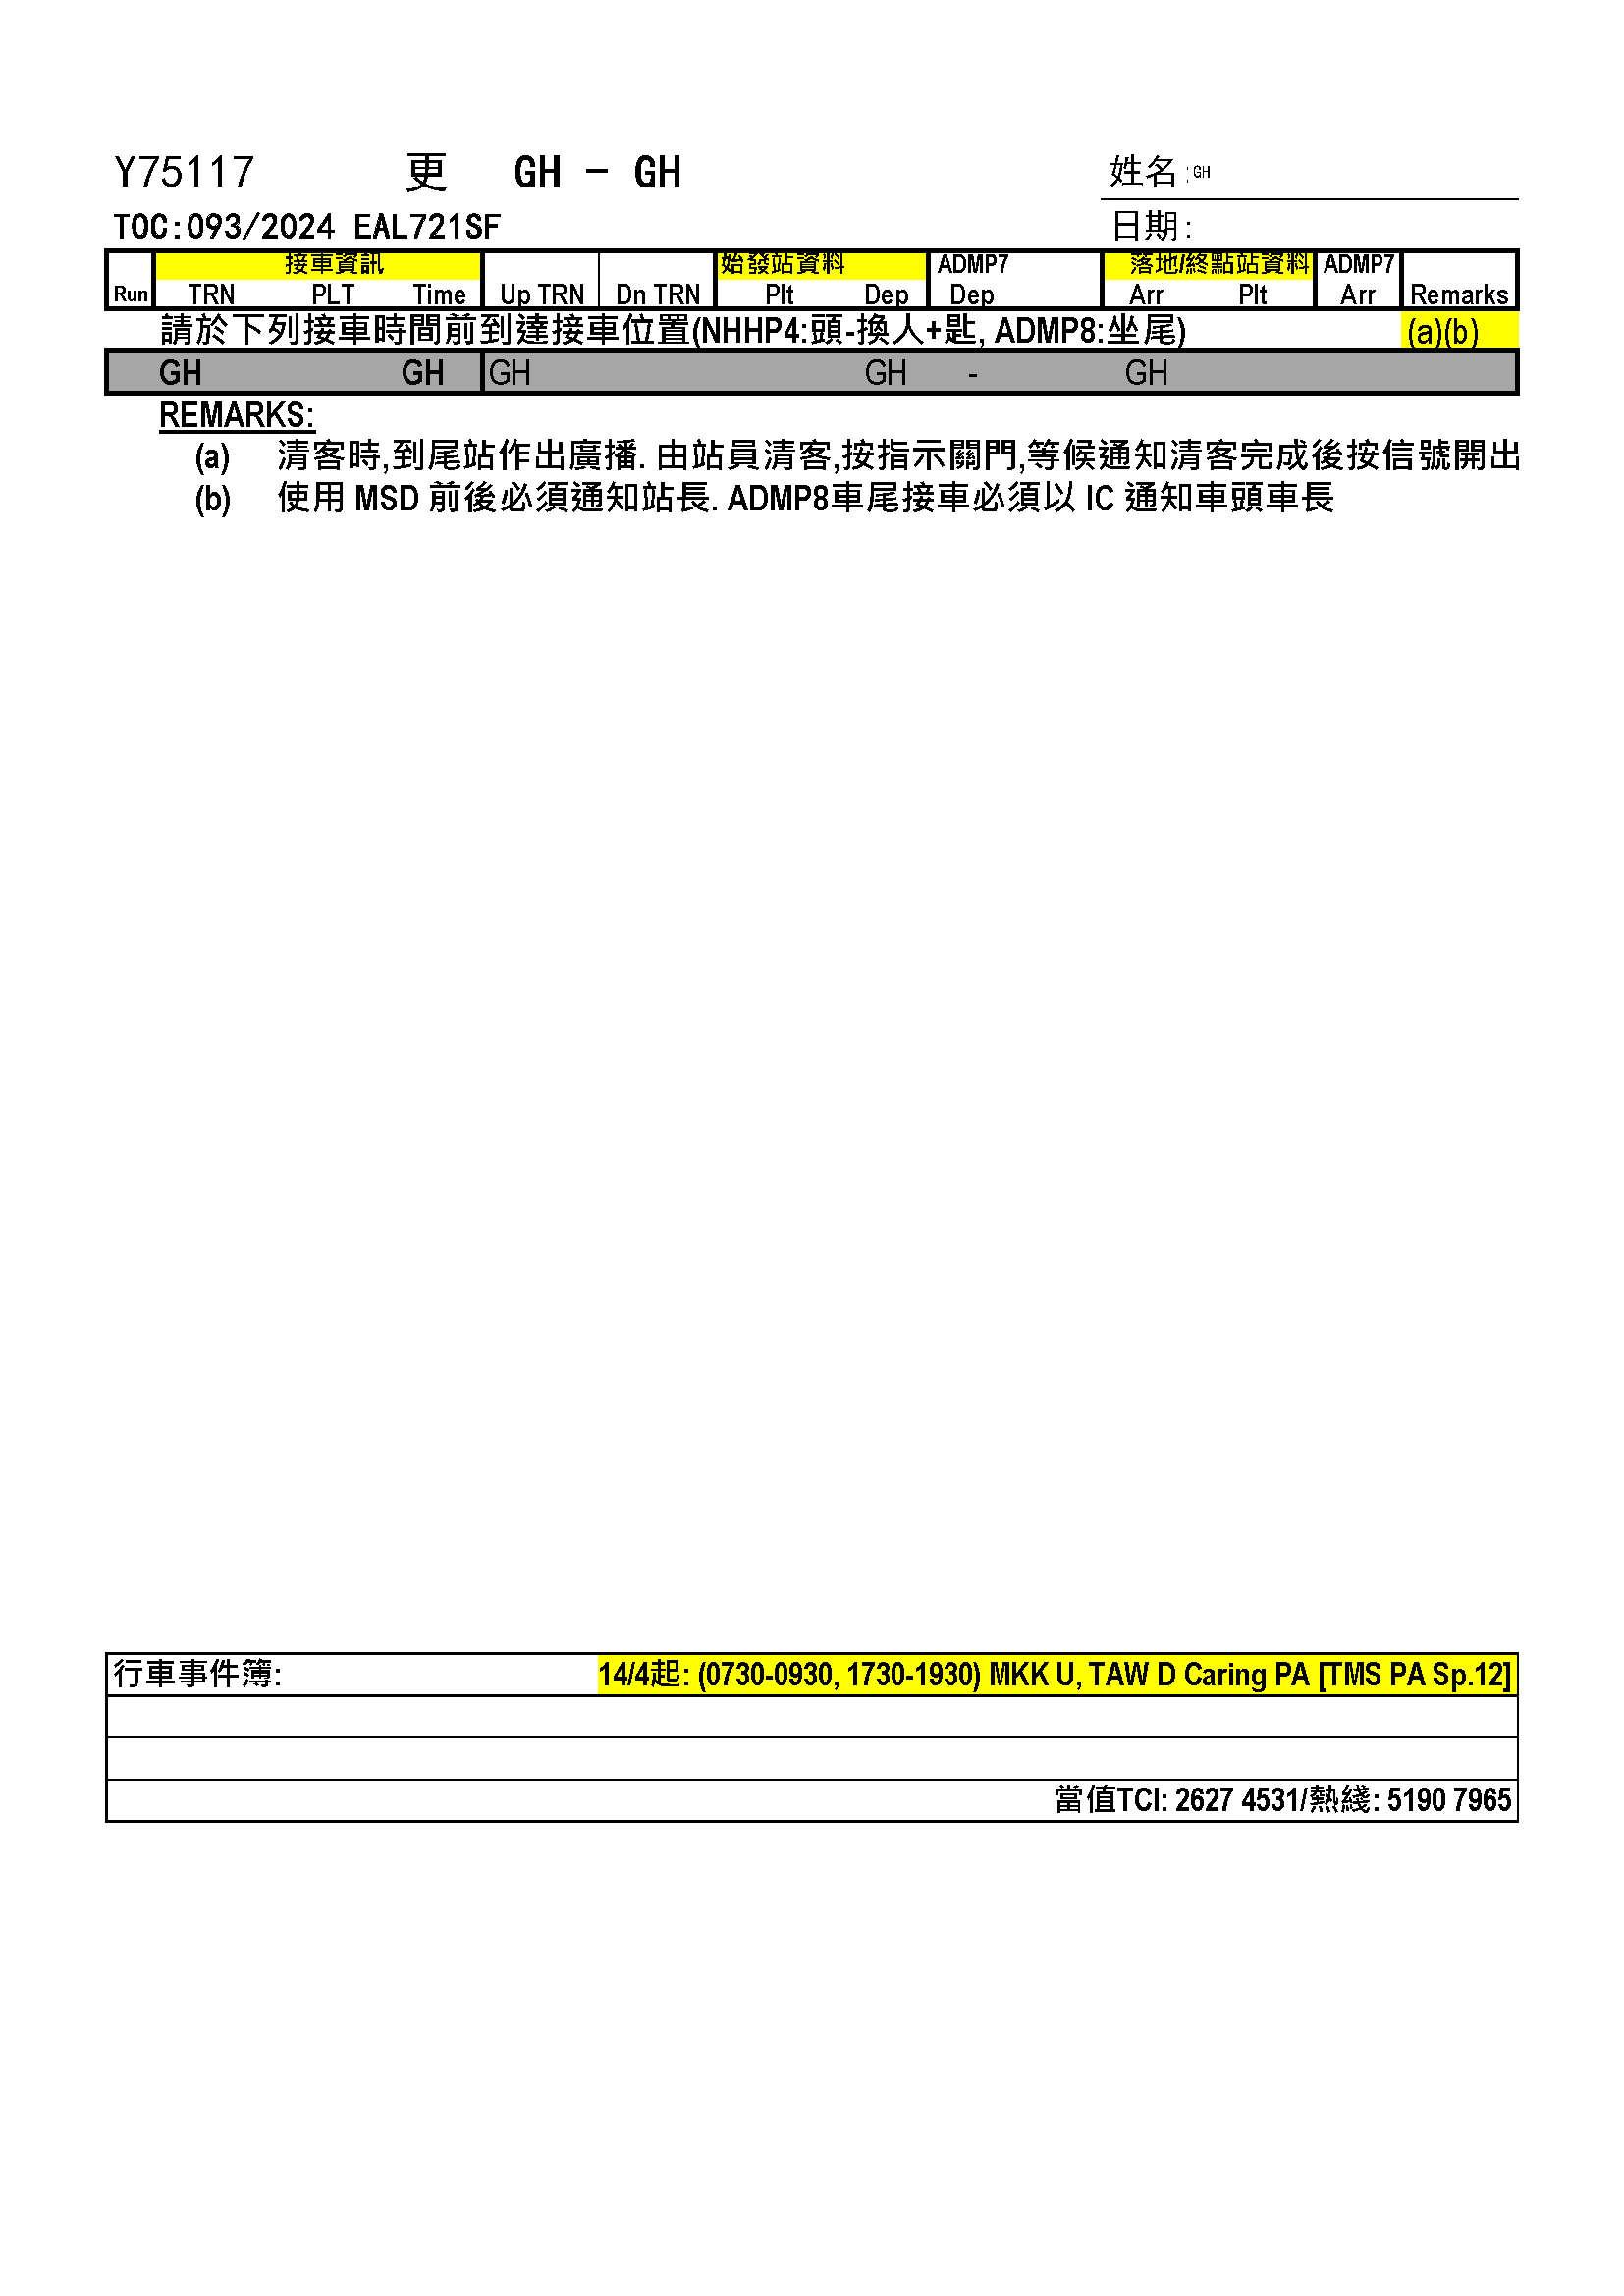 Y75117 更 GH - GH 姓名:GH
TOC:093/2024 EAL721SF 日期:
接車資訊 始發站資料 ADMP7 落地/終點站資料 ADMP7
Run TRN PLT Time Up TRN Dn TRN Plt Dep Dep Arr Plt Arr Remarks
請於下列接車時間前到達接車位置(NHHP4:頭-換人+匙, ADMP8:坐尾) (a)(b)
GH GH GH GH - GH
REMARKS:
(a) 清客時,到尾站作出廣播. 由站員清客,按指示關門,等候通知清客完成後按信號開出
(b) 使用 MSD 前後必須通知站長. ADMP8車尾接車必須以 IC 通知車頭車長
行車事件簿: 14/4起: (0730-0930, 1730-1930) MKK U, TAW D Caring PA [TMS PA Sp.12]
當值TCI: 2627 4531/熱綫: 5190 7965